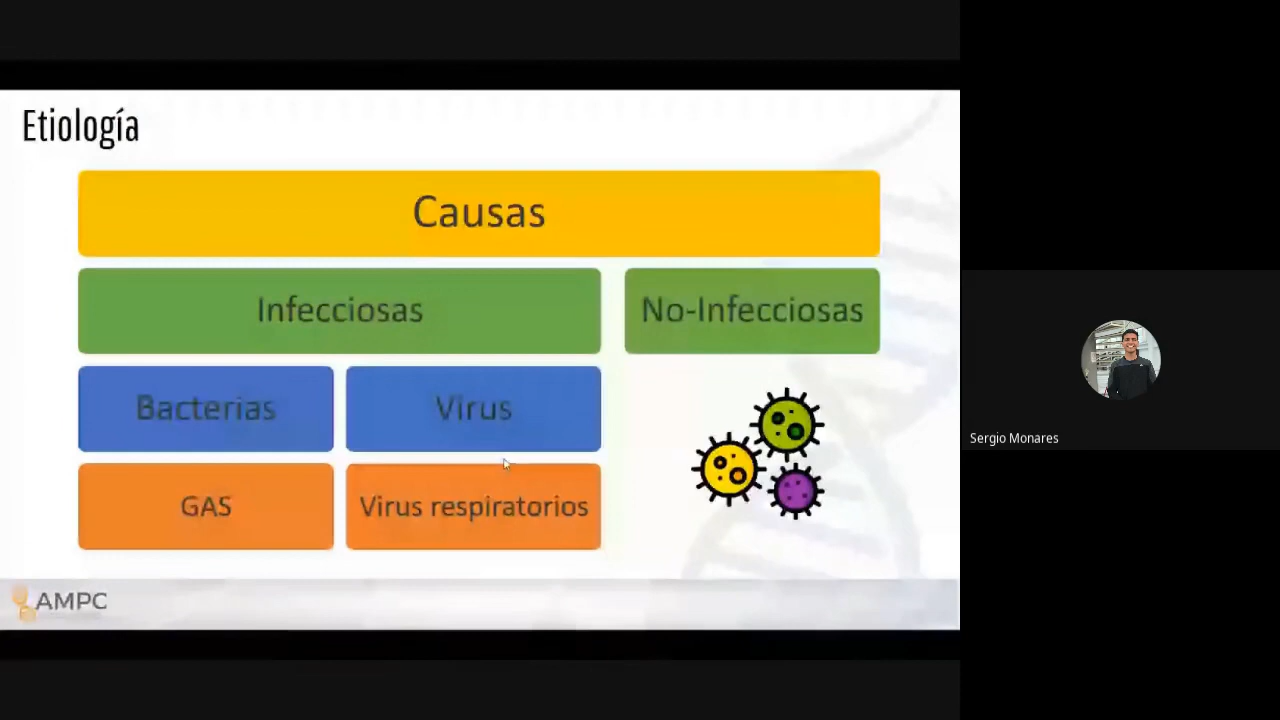 Etiología
Causas
Infecciosas
No-Infecciosas
Bacterias
Virus
GAS
Virus respiratorios
AMPC
Sergio Monares